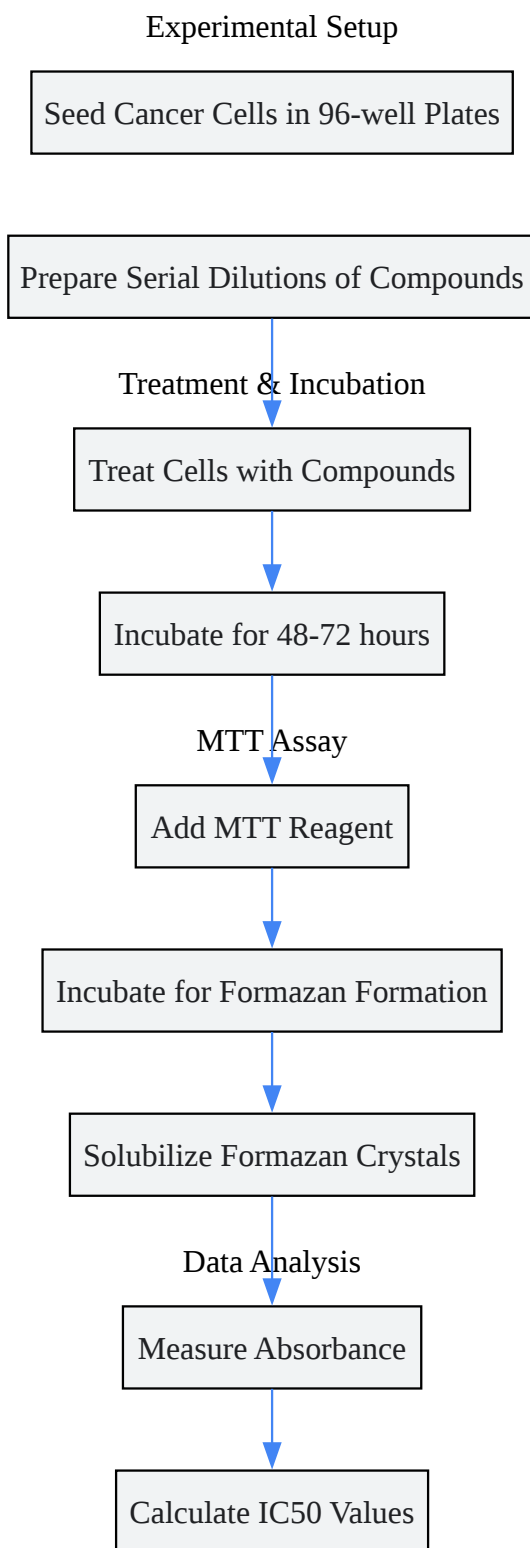 Experimental Setup
Seed Cancer Cells in 96-well Plates
Prepare Serial Dilutions of Compounds
Treatment & Incubation
Treat Cells with Compounds
Incubate for 48-72 hours
MTT Assay
Add MTT Reagent
Incubate for Formazan Formation
Solubilize Formazan Crystals
Data Analysis
Measure Absorbance
Calculate IC50 Values